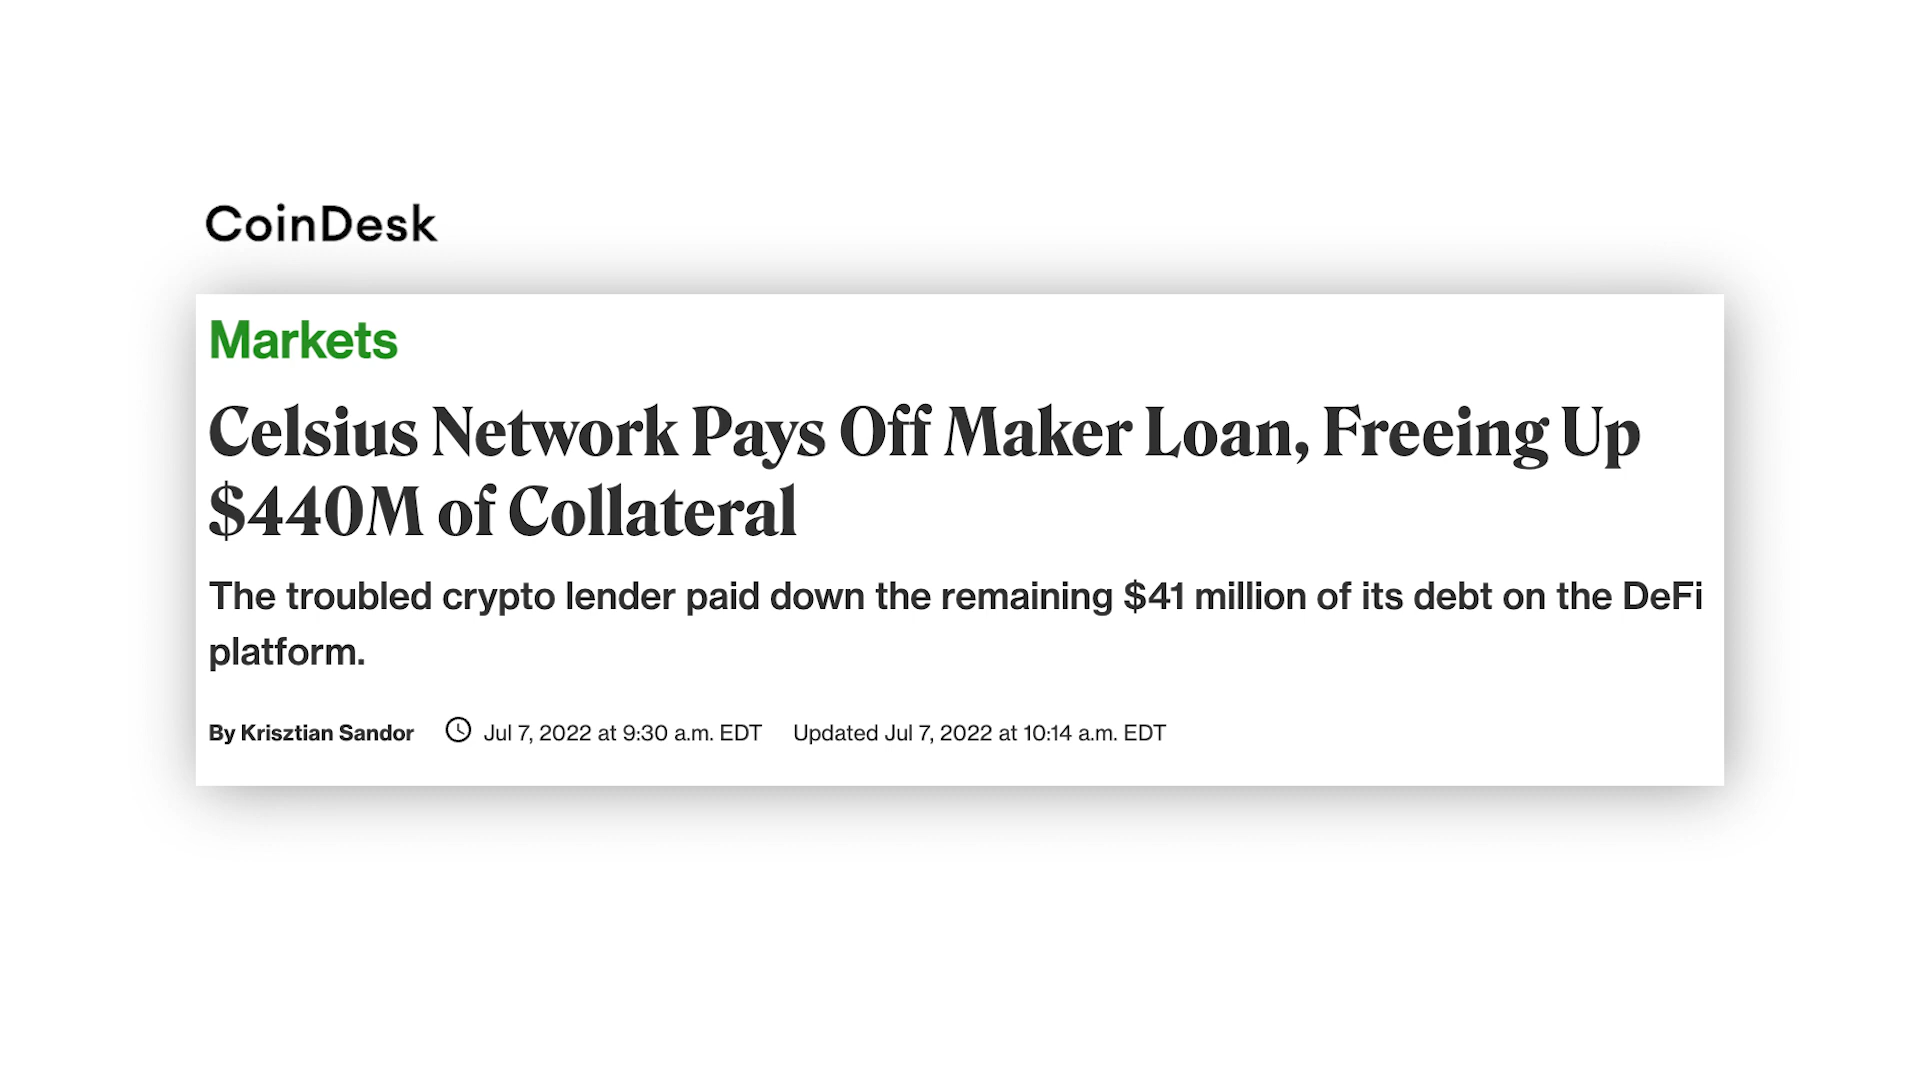 CoinDesk
Markets
Celsius Network Pays Off Maker Loan, Freeing Up
$440M of Collateral
The troubled crypto lender paid down the remaining $41 million of its debt on the DeFi
platform.
By Krisztian Sandor Jul 7, 2022 at 9:30 a.m. EDT Updated Jul 7, 2022 at 10:14 a.m. EDT